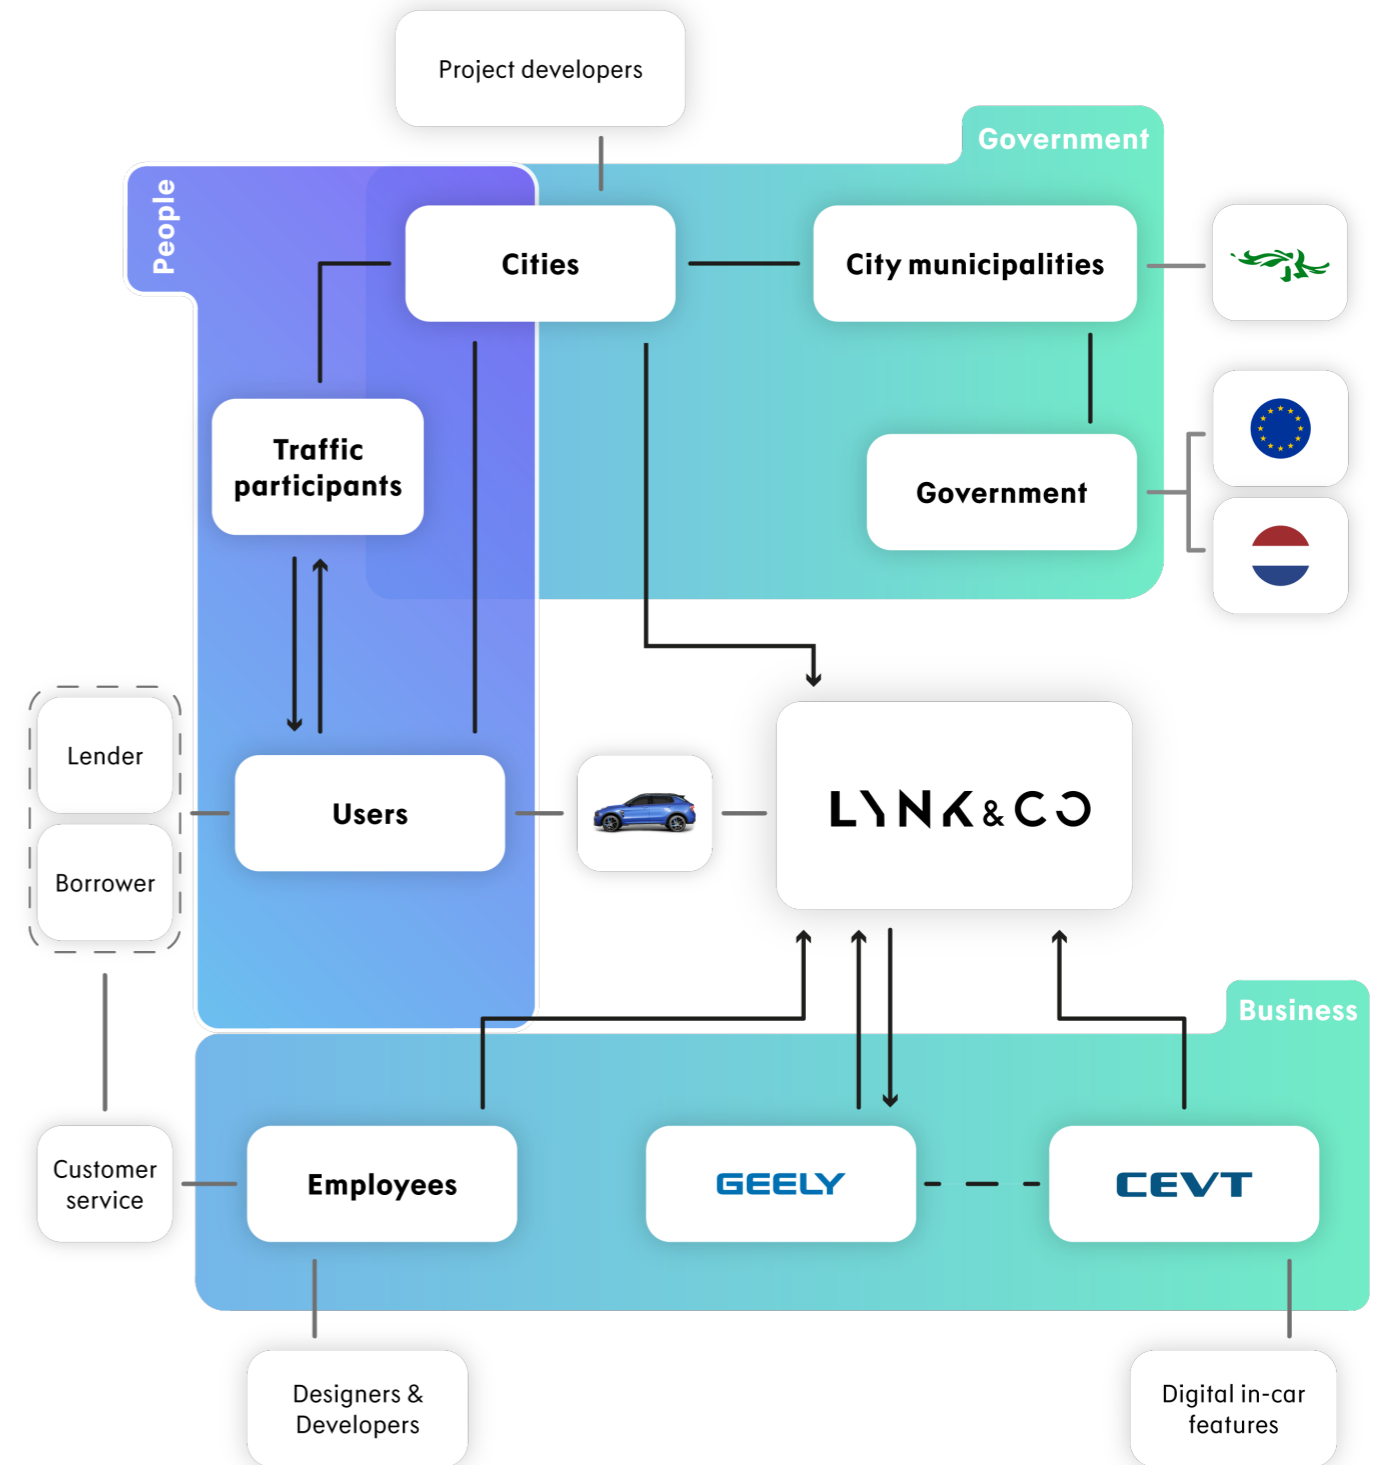 Project developers
Government
People
Cities
City municipalities
Traffic
participants
Government
Lender
Users
LYNK & CO
Borrower
Business
Customer
service
Employees
GEELY
CEVT
Designers &
Developers
Digital in-car
features